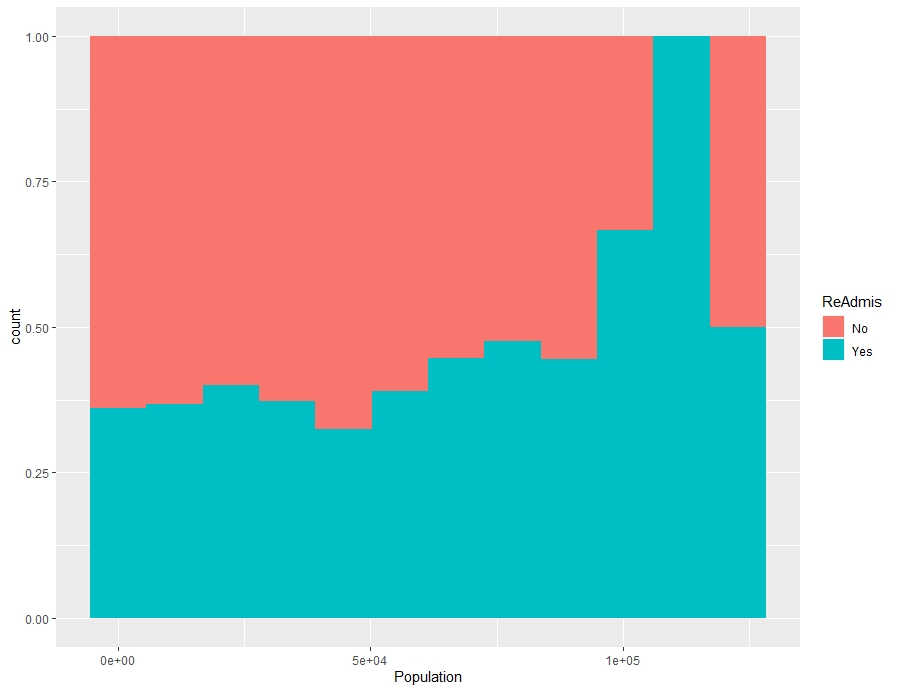 1.00
0.75
0.50
0.25
0.00
count
0e+00
5e+04
1e+05
Population
ReAdmis
No
Yes